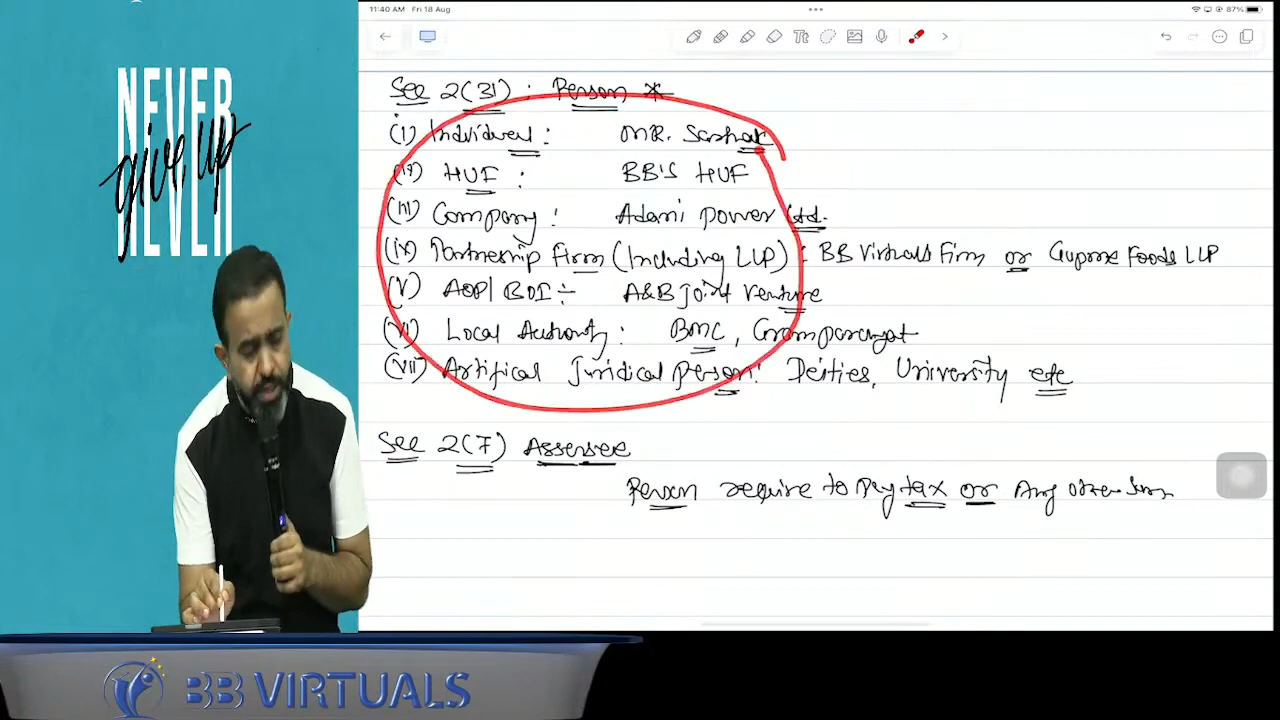 11:40 AM Fri 18 Aug
87%
NEVER
give up
NEVER
Sec 2(31) : Person *
(i) Individual : MR. Sarthak
(ii) HUF : BB's HUF
(iii) Company : Adani power Ltd.
(iv) Partnership Firm (Including LLP) : BB Virtuals Firm or Supreme Foods LLP
(v) AOP/BOI :- A&B Joint Venture
(vi) Local Authority : BMC, Grampanchayat
(vii) Artifical Juridical person : Deities, University etc
Sec 2(7) Assessee
Person require to pay tax or Any other sum
BB VIRTUALS